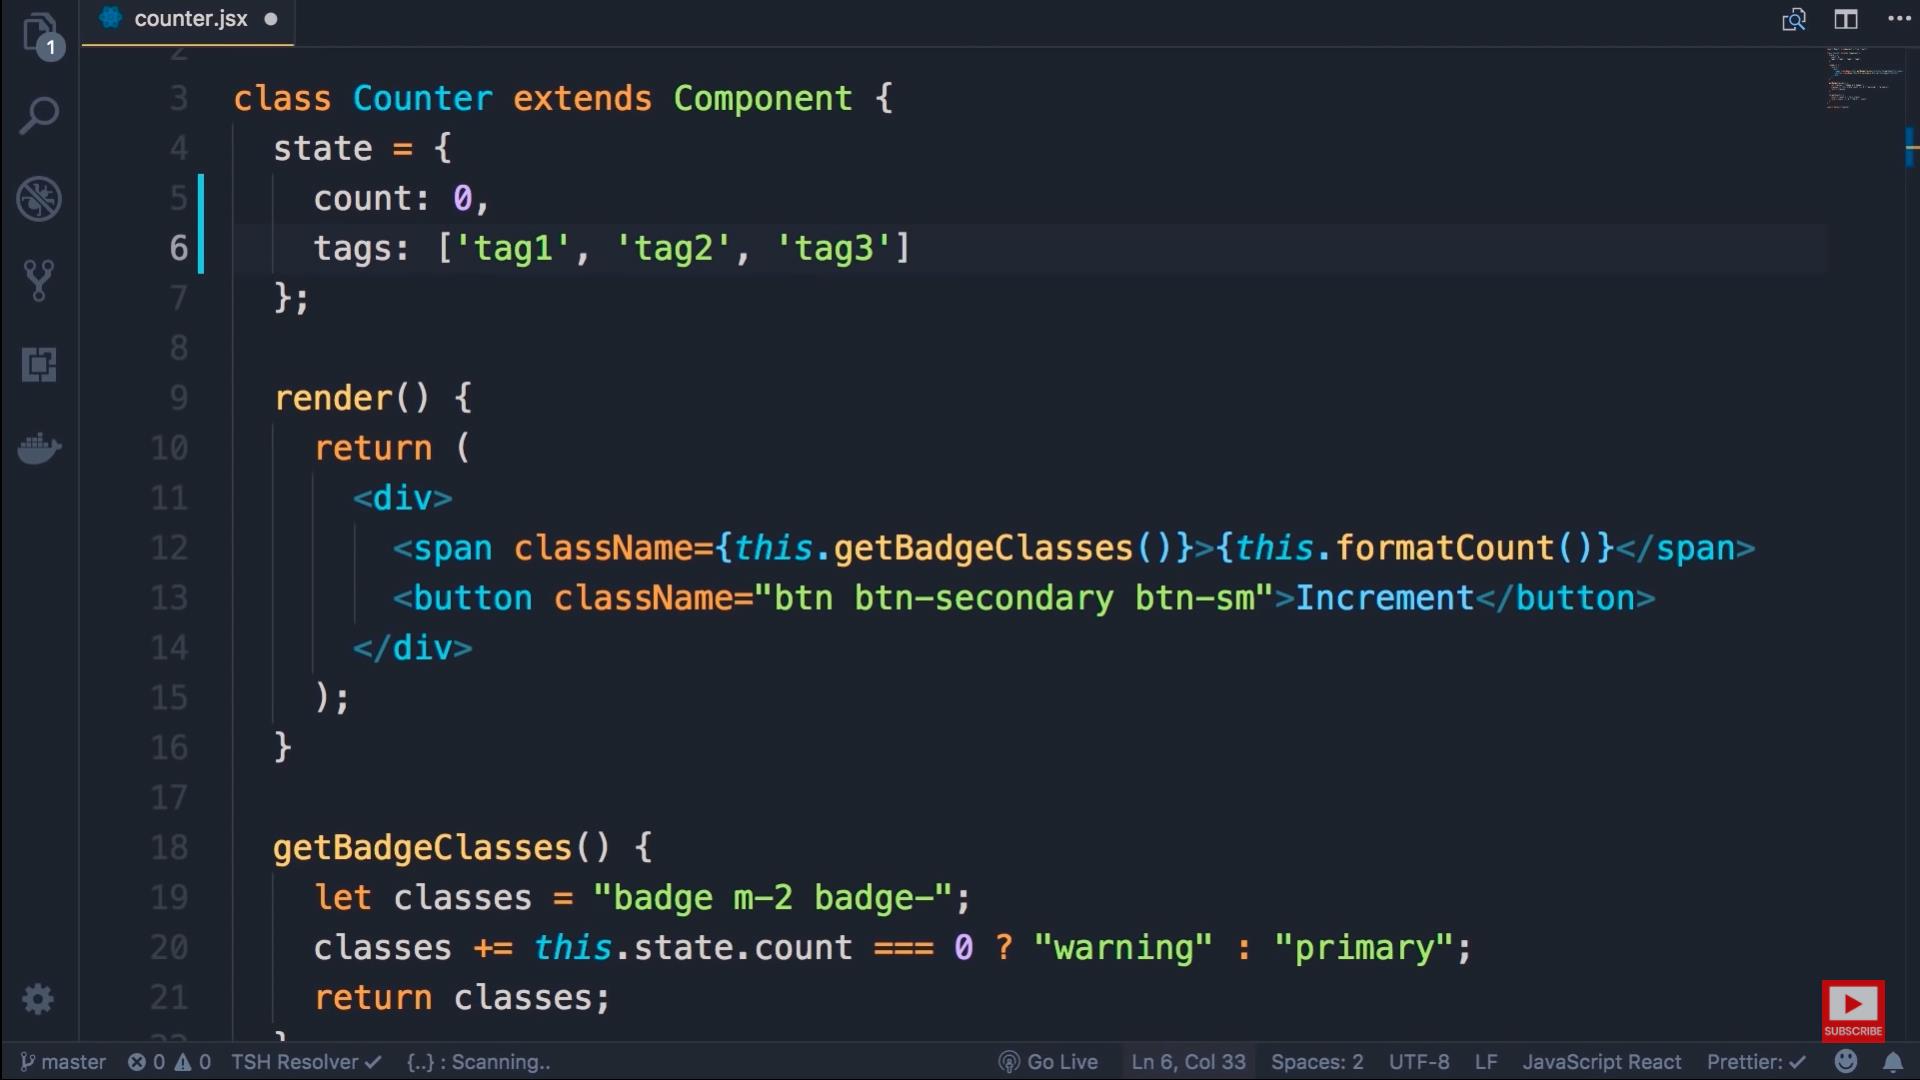 counter.jsx
1
2
3 class Counter extends Component {
4 state = {
5 count: 0,
6 tags: ['tag1', 'tag2', 'tag3']
7 };
8
9 render() {
10 return (
11 <div>
12 <span className={this.getBadgeClasses()}>{this.formatCount()}</span>
13 <button className="btn btn-secondary btn-sm">Increment</button>
14 </div>
15 );
16 }
17
18 getBadgeClasses() {
19 let classes = "badge m-2 badge-";
20 classes += this.state.count === 0 ? "warning" : "primary";
21 return classes;
22 }
SUBSCRIBE
master 0 0 TSH Resolver ✓ {..} : Scanning.. Go Live Ln 6, Col 33 Spaces: 2 UTF-8 LF JavaScript React Prettier: ✓